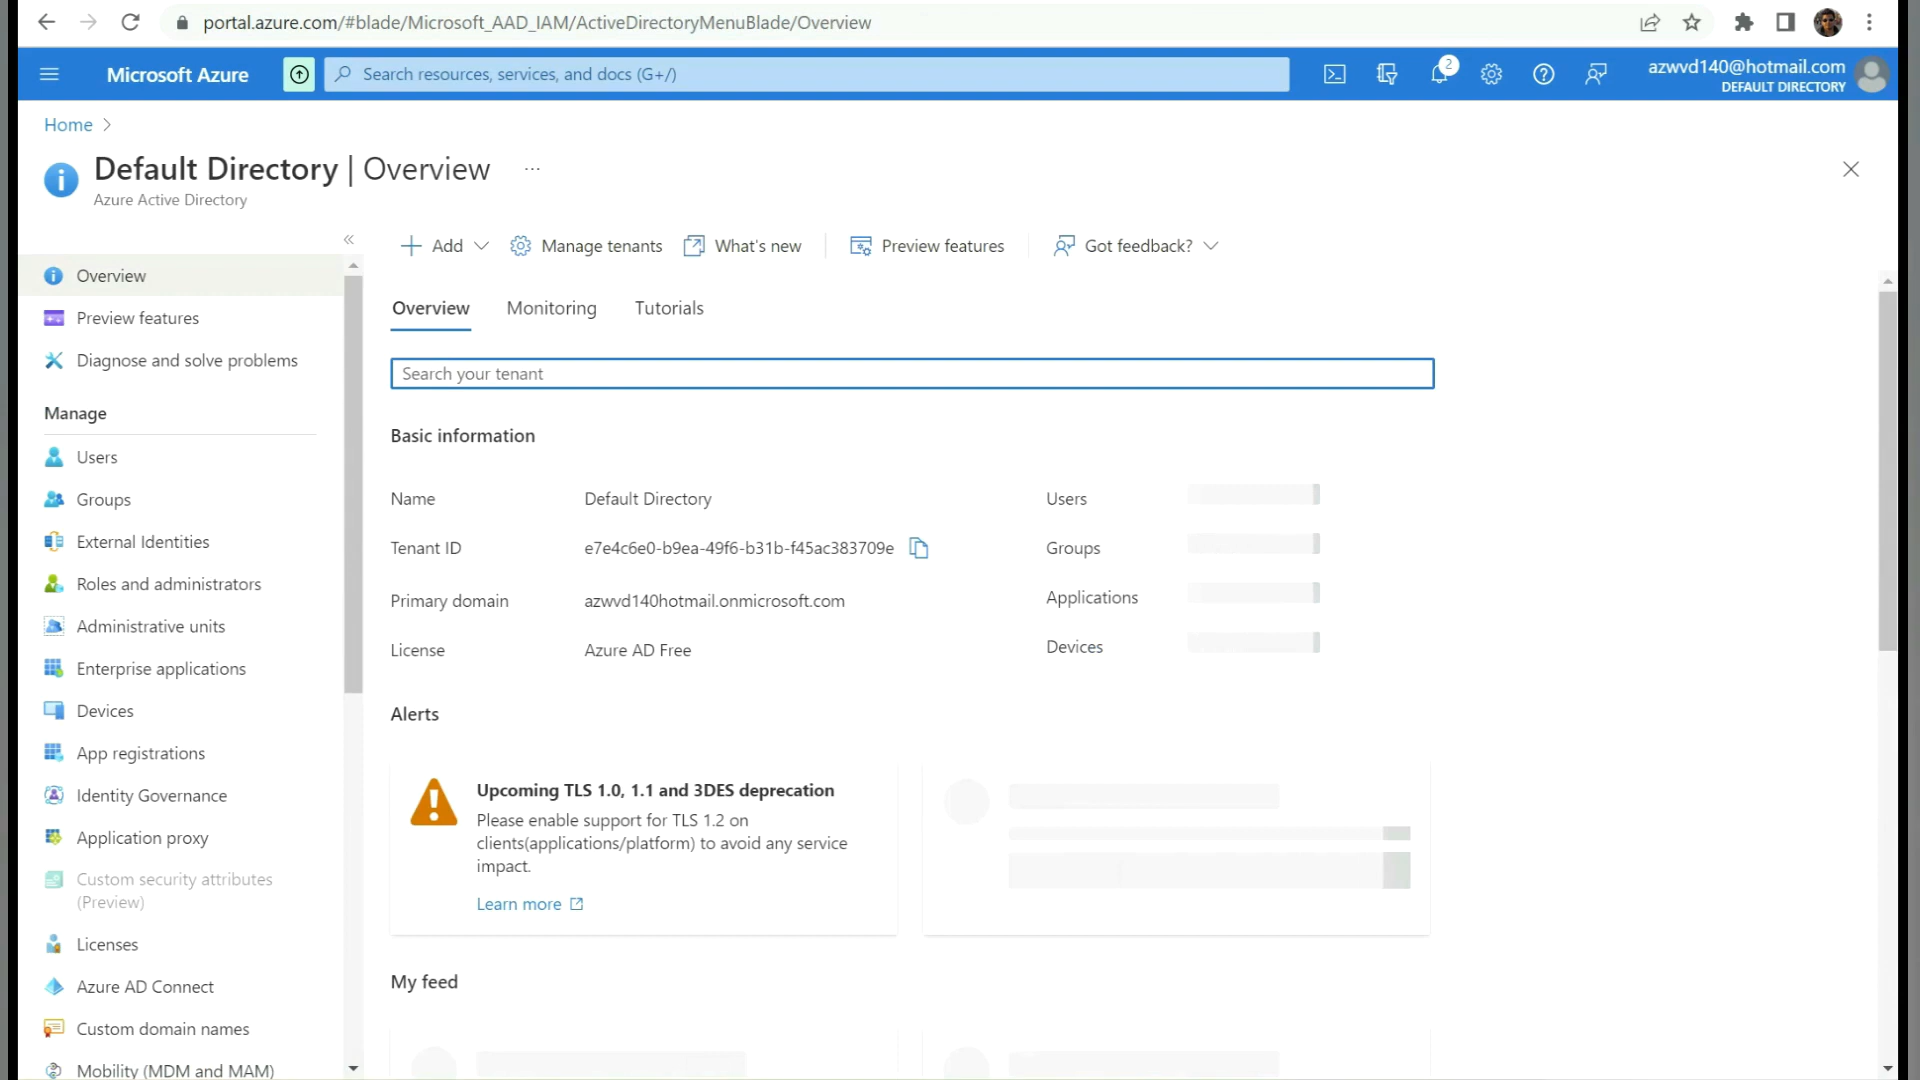 portal.azure.com/#blade/Microsoft_AAD_IAM/ActiveDirectoryMenuBlade/Overview
Microsoft Azure
Search resources, services, and docs (G+/)
2
azwvd140@hotmail.com
DEFAULT DIRECTORY
Home
Default Directory | Overview
...
Azure Active Directory
Add
Manage tenants
What's new
Preview features
Got feedback?
Overview
Preview features
Diagnose and solve problems
Manage
Users
Groups
External Identities
Roles and administrators
Administrative units
Enterprise applications
Devices
App registrations
Identity Governance
Application proxy
Custom security attributes
(Preview)
Licenses
Azure AD Connect
Custom domain names
Mobility (MDM and MAM)
Overview
Monitoring
Tutorials
Search your tenant
Basic information
Name
Default Directory
Users
Tenant ID
e7e4c6e0-b9ea-49f6-b31b-f45ac383709e
Groups
Primary domain
azwvd140hotmail.onmicrosoft.com
Applications
License
Azure AD Free
Devices
Alerts
Upcoming TLS 1.0, 1.1 and 3DES deprecation
Please enable support for TLS 1.2 on
clients(applications/platform) to avoid any service
impact.
Learn more
My feed